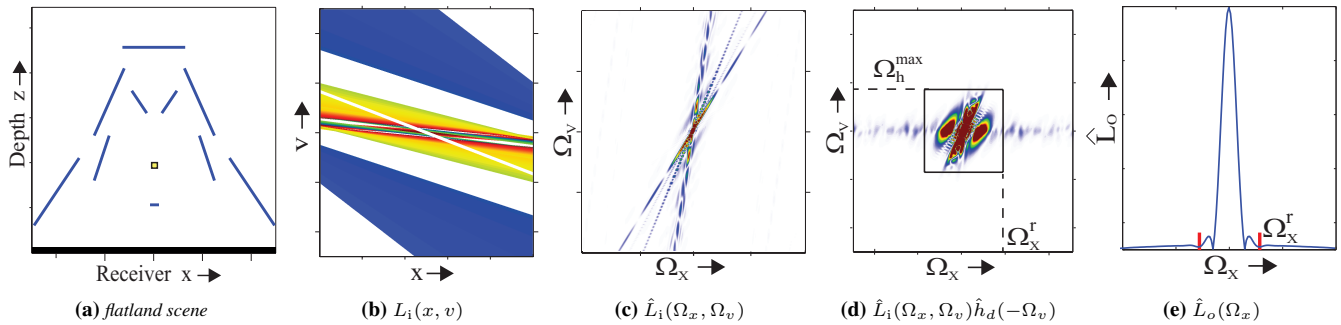 Depth z →
Receiver x →
(a) flatland scene
v →
x →
(b) L_i(x, v)
Ω_v →
Ω_x →
(c) L̂_i(Ω_x, Ω_v)
Ω_v →
Ω_h^max
Ω_x^r
Ω_x →
(d) L̂_i(Ω_x, Ω_v)ĥ_d(−Ω_v)
L̂_o →
Ω_x^r
Ω_x →
(e) L̂_o(Ω_x)